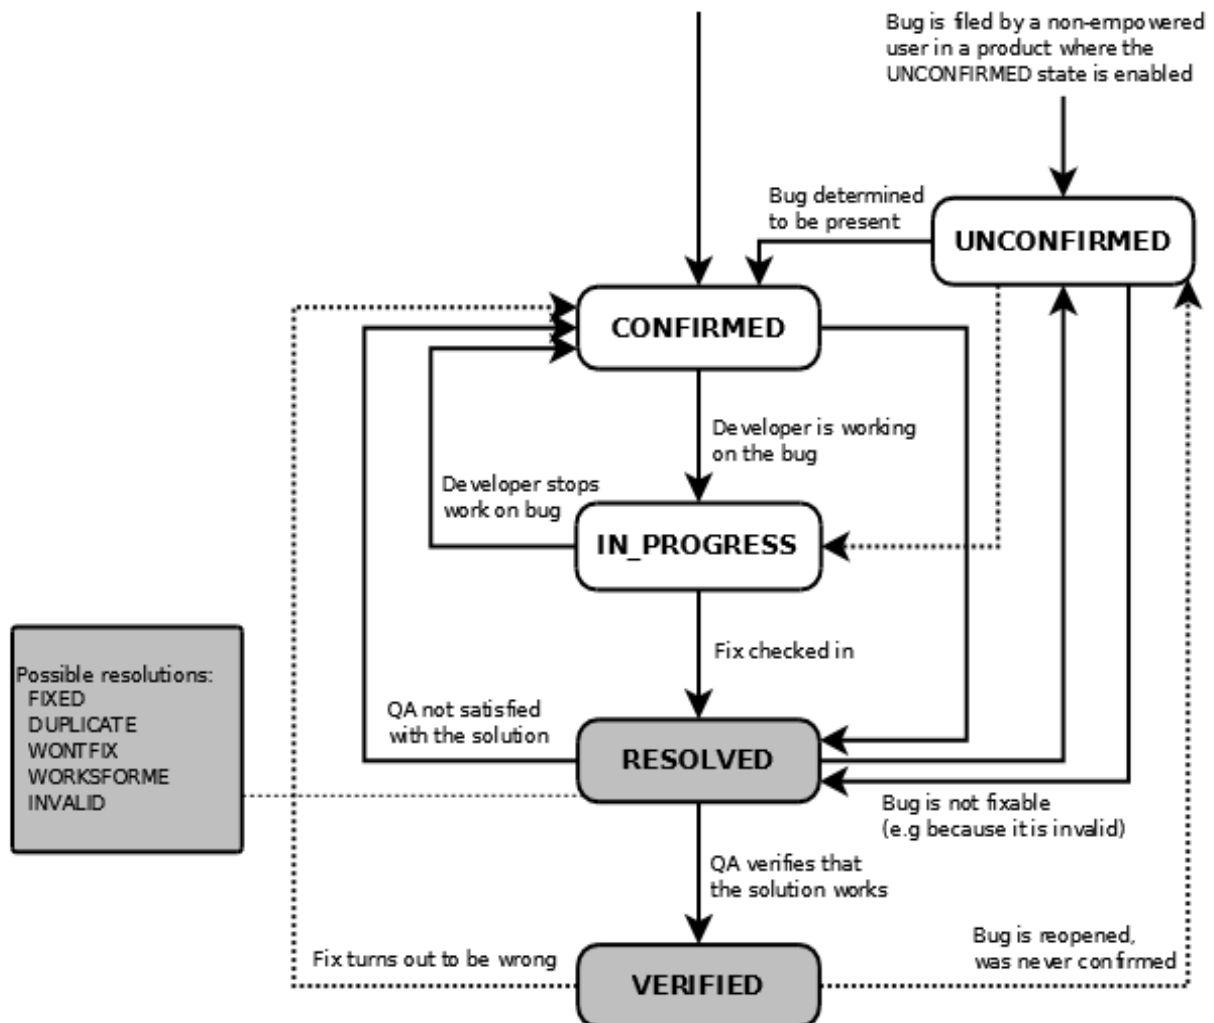 Bug is filed by a non-empowered
user in a product where the
UNCONFIRMED state is enabled
Bug determined
to be present
UNCONFIRMED
CONFIRMED
Developer is working
on the bug
Developer stops
work on bug
IN_PROGRESS
Fix checked in
Possible resolutions:
FIXED
DUPLICATE
WONTFIX
WORKSFORME
INVALID
QA not satisfied
with the solution
RESOLVED
Bug is not fixable
(e.g because it is invalid)
QA verifies that
the solution works
Fix turns out to be wrong
Bug is reopened,
was never confirmed
VERIFIED